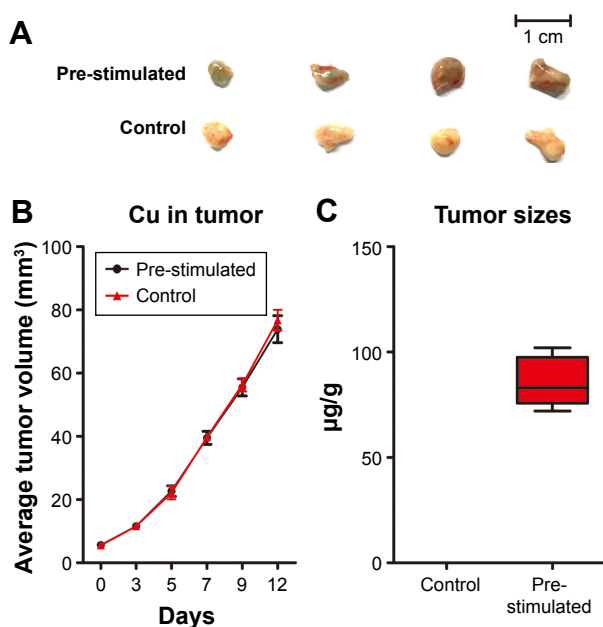 A
1 cm
Pre-stimulated
Control
B
Cu in tumor
Average tumor volume (mm³)
100
80
60
40
20
0
Pre-stimulated
Control
0 3 5 7 9 12
Days
C
Tumor sizes
µg/g
150
100
50
0
Control
Pre-
stimulated